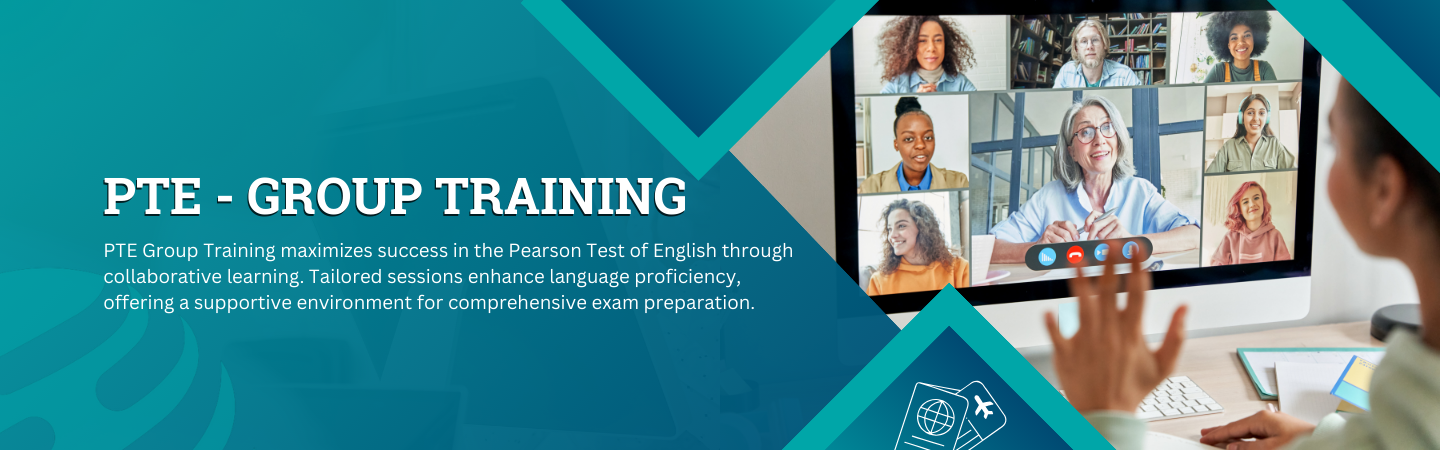 PTE - GROUP TRAINING
PTE Group Training maximizes success in the Pearson Test of English through
collaborative learning. Tailored sessions enhance language proficiency,
offering a supportive environment for comprehensive exam preparation.